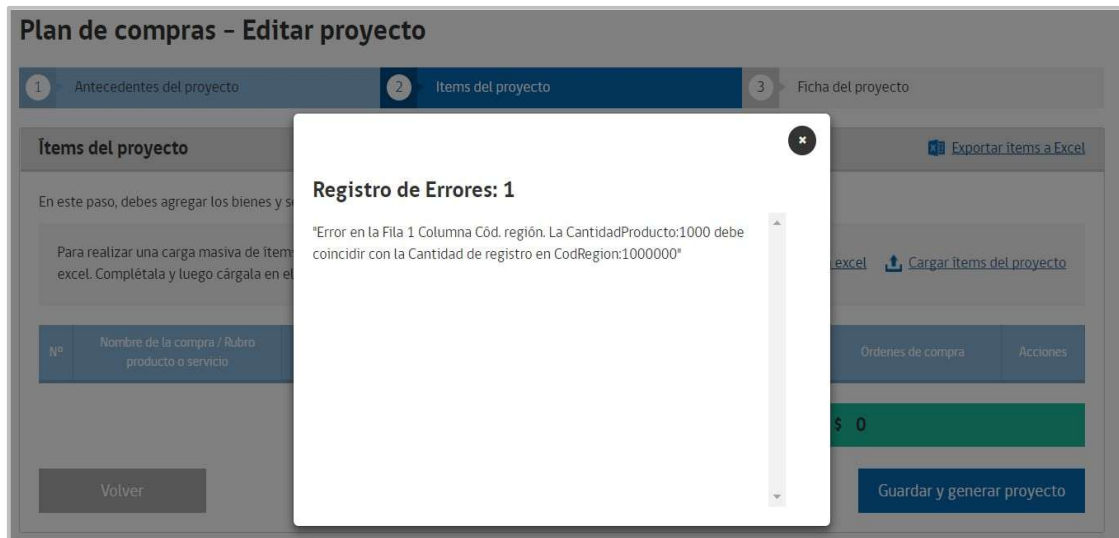 Plan de compras – Editar proyecto
1 Antecedentes del proyecto
2 Items del proyecto
3 Ficha del proyecto
Ítems del proyecto
Exportar ítems a Excel
En este paso, debes agregar los bienes y s
Para realizar una carga masiva de ítem
excel. Complétala y luego cárgala en el
excel
Cargar ítems del proyecto
Registro de Errores: 1
"Error en la Fila 1 Columna Cód. región. La CantidadProducto:1000 debe
coincidir con la Cantidad de registro en CodRegion:1000000"
Nº
Nombre de la compra / Rubro
producto o servicio
Ordenes de compra
Acciones
$ 0
Volver
Guardar y generar proyecto